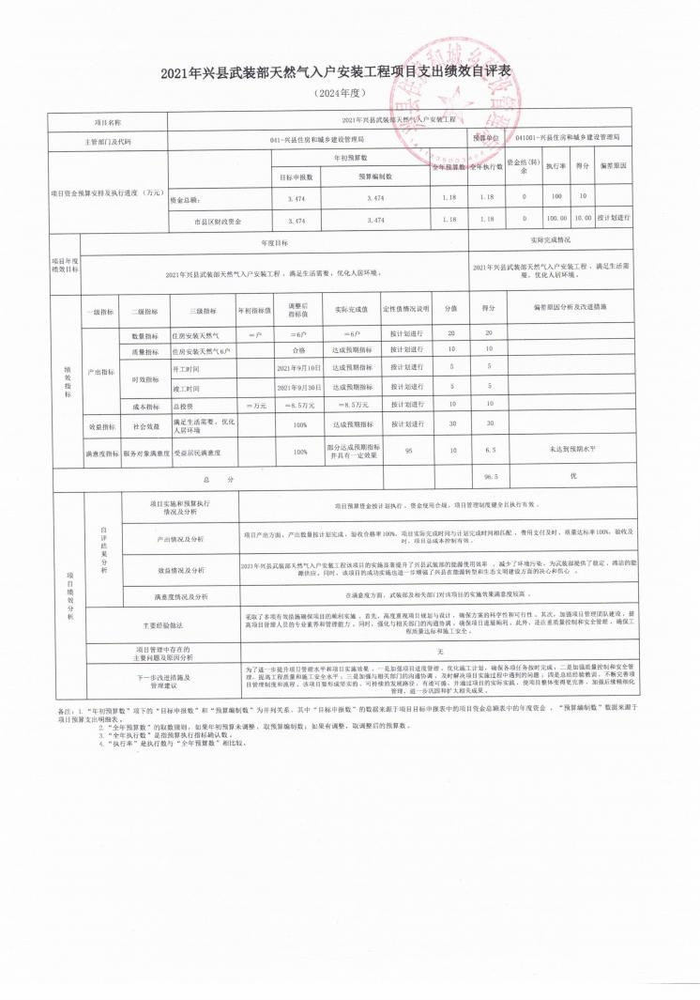 2021年兴县武装部天然气入户安装工程项目支出绩效自评表
（2024年度）
项目名称 2021年兴县武装部天然气入户安装工程
主管部门及代码 041-兴县住房和城乡建设管理局 预算单位 041001-兴县住房和城乡建设管理局
项目资金预算安排及执行进度（万元） 年初预算数 全年预算数 全年执行数 资金结(转)余 执行率 得分 偏差原因
目标申报数 预算编制数
资金总额： 3.474 3.474 1.18 1.18 0 100 10
市县区财政资金 3.474 3.474 1.18 1.18 0 100.00 10.00 按计划进行
项目年度绩效目标 年度目标 实际完成情况
2021年兴县武装部天然气入户安装工程，满足生活需要，优化人居环境。 2021年兴县武装部天然气入户安装工程，满足生活需要，优化人居环境。
绩效指标 一级指标 二级指标 三级指标 年初指标值 调整后指标值 实际完成值 定性值情况说明 分值 得分 偏差原因分析及改进措施
产出指标 数量指标 住房安装天然气 =户 =6户 =6户 按计划进行 20 20
质量指标 住房安装天然气6户 合格 达成预期指标 按计划进行 10 10
时效指标 开工时间 2021年9月10日 达成预期指标 按计划进行 5 5
竣工时间 2021年9月30日 达成预期指标 按计划进行 5 5
成本指标 总投资 =万元 =8.5万元 =8.5万元 按计划进行 10 10
效益指标 社会效益 满足生活需要，优化人居环境 100% 达成预期指标 按计划进行 30 30
满意度指标 服务对象满意度 受益居民满意度 100% 部分达成预期指标并具有一定效果 95 10 6.5 未达到预期水平
总 分 96.5 优
项目绩效分析 自评结果分析 项目实施和预算执行情况及分析 项目预算资金按计划执行，资金使用合规，项目管理制度健全且执行有效。
产出情况及分析 项目产出方面，产出数量按计划完成，验收合格率100%，项目实际完成时间与计划完成时间相匹配，费用支付及时，质量达标率100%，验收及时，项目总成本控制有效。
效益情况及分析 2021年兴县武装部天然气入户安装工程该项目的实施显著提升了兴县武装部的能源使用效率，减少了环境污染，为武装部提供了稳定、清洁的能源供应。同时，该项目的成功实施也进一步增强了兴县在能源转型和生态文明建设方面的决心和信心。
满意度情况及分析 在满意度方面，武装部及相关部门对该项目的实施效果满意度较高。
主要经验做法 采取了多项有效措施确保项目的顺利实施。首先，高度重视项目规划与设计，确保方案的科学性和可行性。其次，加强项目管理团队建设，提高项目管理人员的专业素养和管理能力。同时，强化与相关部门的沟通协调，确保项目进展顺利。此外，还注重质量控制和安全管理，确保工程质量达标和施工安全。
项目管理中存在的主要问题及原因分析 无
下一步改进措施及管理建议 为了进一步提升项目管理水平和项目实施效果，一是加强项目进度管理，优化施工计划，确保各项任务按时完成；二是加强质量控制和安全管理，提高工程质量和施工安全水平；三是加强与相关部门的沟通协调，及时解决项目实施过程中遇到的问题；四是总结经验教训，不断完善项目管理制度和流程。该项目要形成坚实的、可持续的发展路径，有迹可循，并通过项目的实际实践，使项目整体变得更完善，加强后续精细化管理，进一步巩固和扩大相关成果。
备注：1.“年初预算数”项下的“目标申报数”和“预算编制数”为并列关系，其中“目标申报数”的数据来源于项目目标申报表中的项目资金总额表中的年度资金，“预算编制数”数据来源于
项目预算支出明细表。
2.“全年预算数”的取数规则，如果年初预算未调整，取预算编制数；如果有调整，取调整后的预算数。
3.“全年执行数”是指预算执行指标确认数。
4.“执行率”是执行数与“全年预算数”相比较。